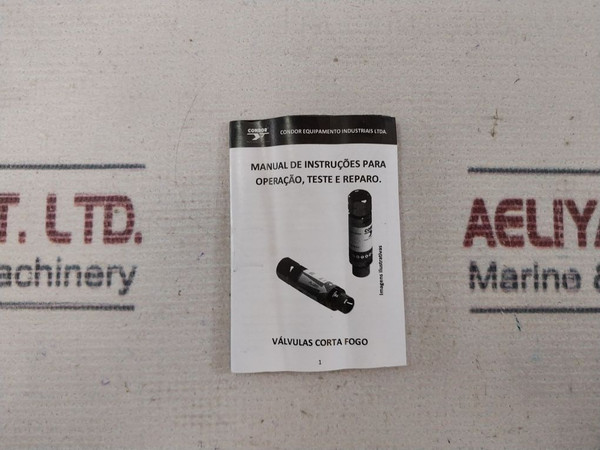 CONDOR
CONDOR EQUIPAMENTO INDUSTRIAIS LTDA.
MANUAL DE INSTRUÇÕES PARA
OPERAÇÃO, TESTE E REPARO.
Imagens Ilustrativas
VÁLVULAS CORTA FOGO
1
T. LTD.
achinery
AELIYA
Marine &